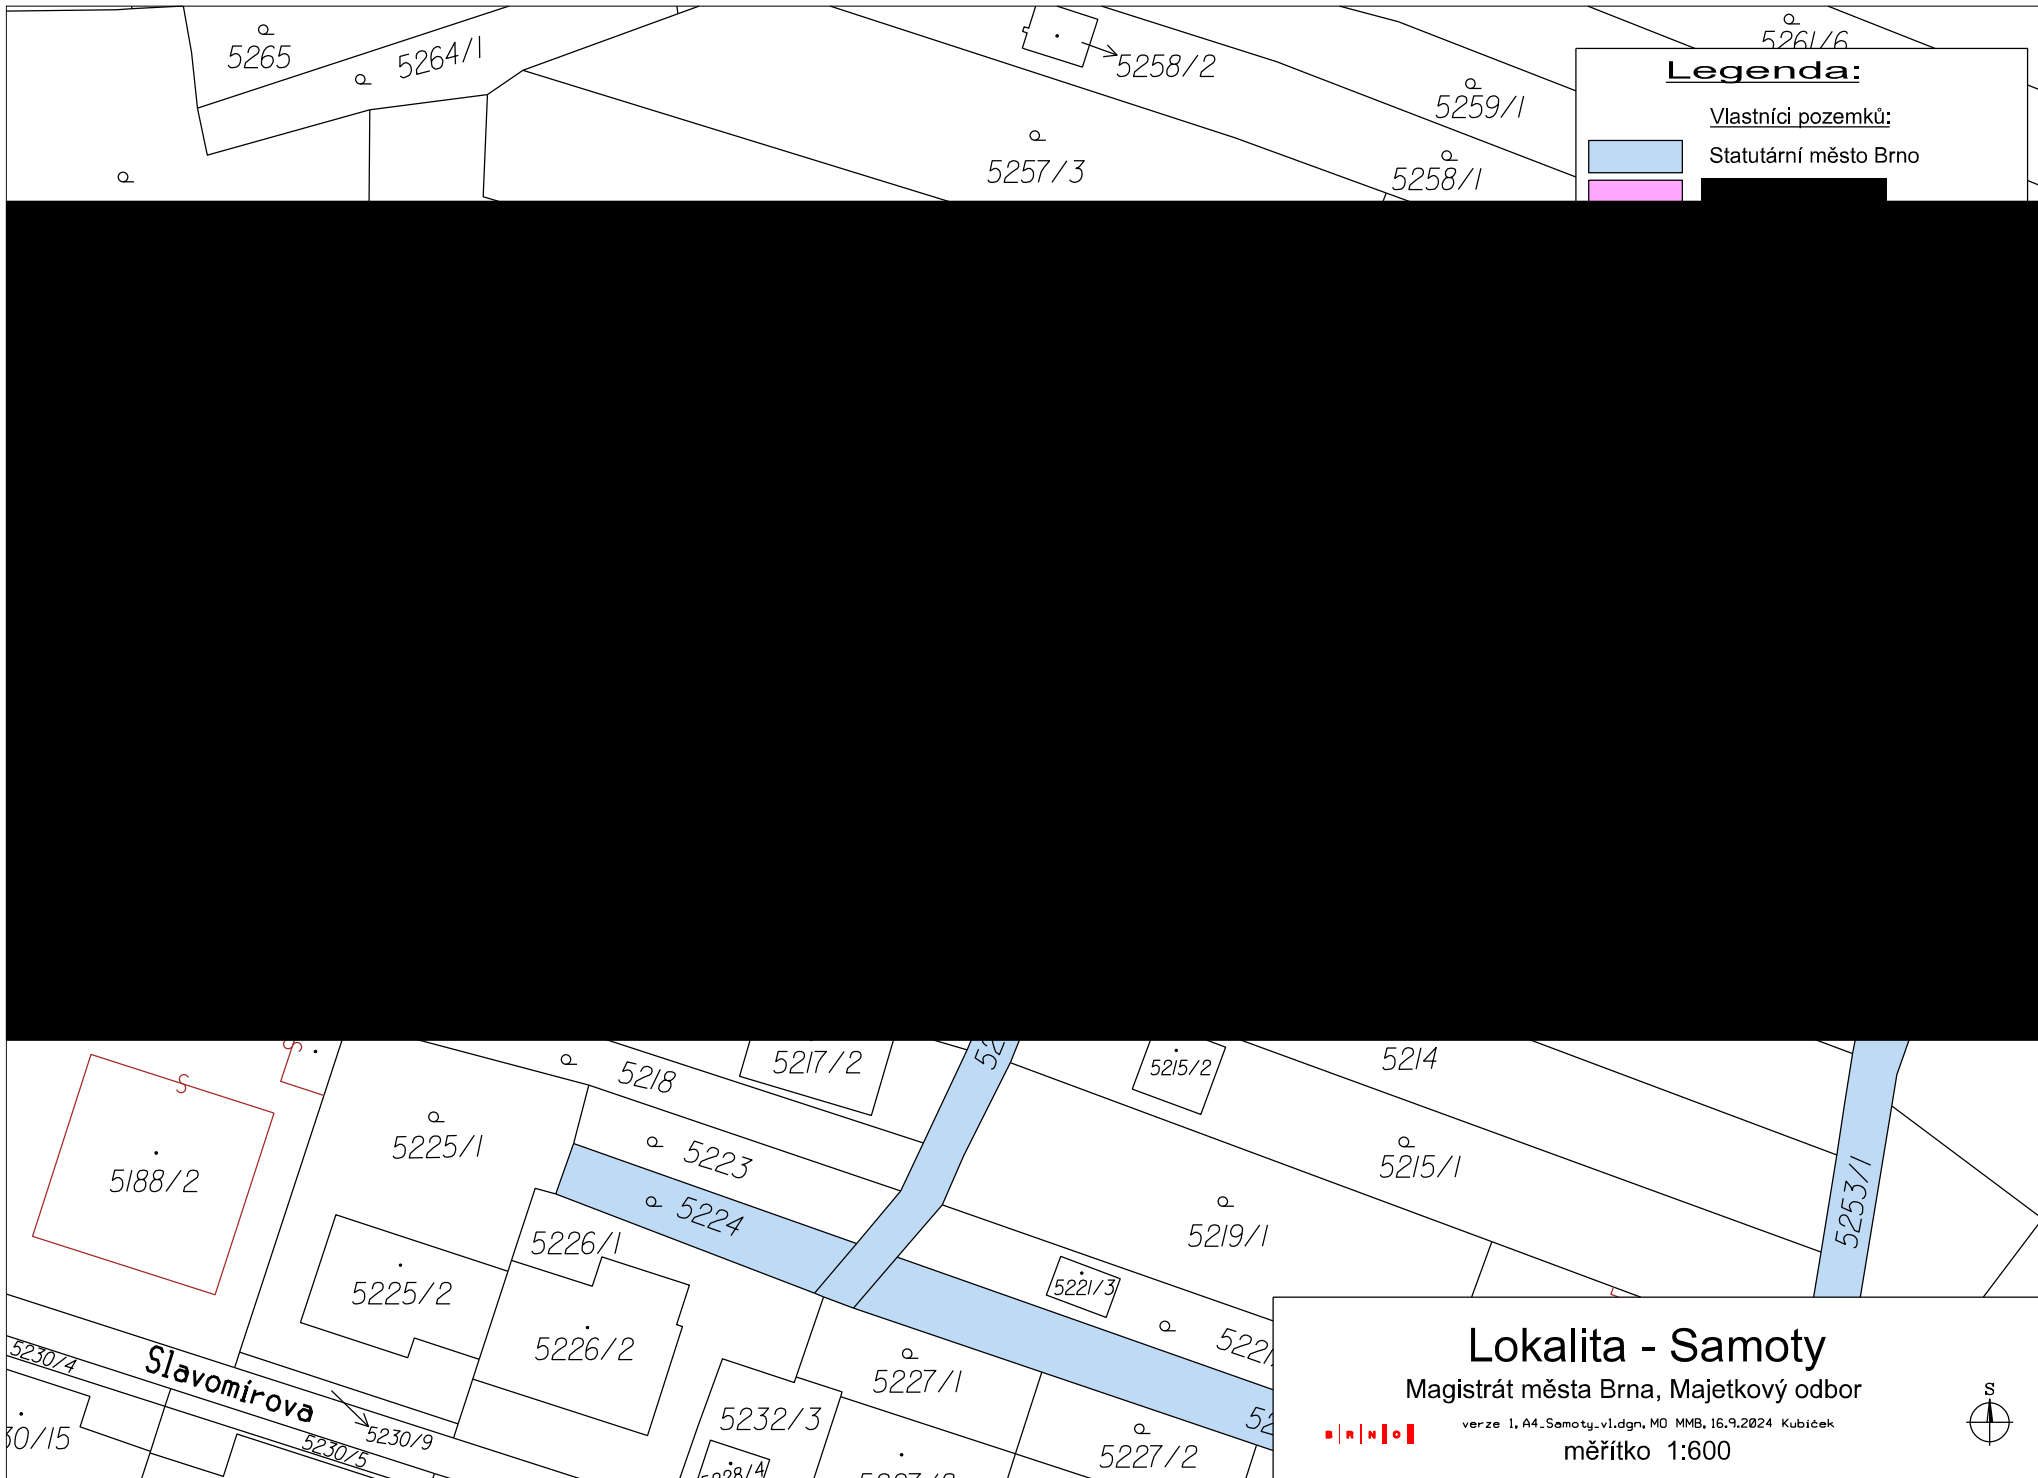 5265
5264/1
5258/2
5261/6
5259/1
5257/3
5258/1
Legenda:
Vlastníci pozemků:
Statutární město Brno
S
S
5188/2
5225/1
5218
5217/2
5215/2
5214
5223
5224
5215/1
5253/1
5219/1
5226/1
5225/2
5226/2
5221/3
5227/1
5232/3
5227/2
5230/4
Slavomírova
5230/9
5230/5
Lokalita - Samoty
Magistrát města Brna, Majetkový odbor
verze 1, A4_Samoty_v1.dgn, MO MMB, 16.9.2024 Kubíček
měřítko 1:600
BRNO
S